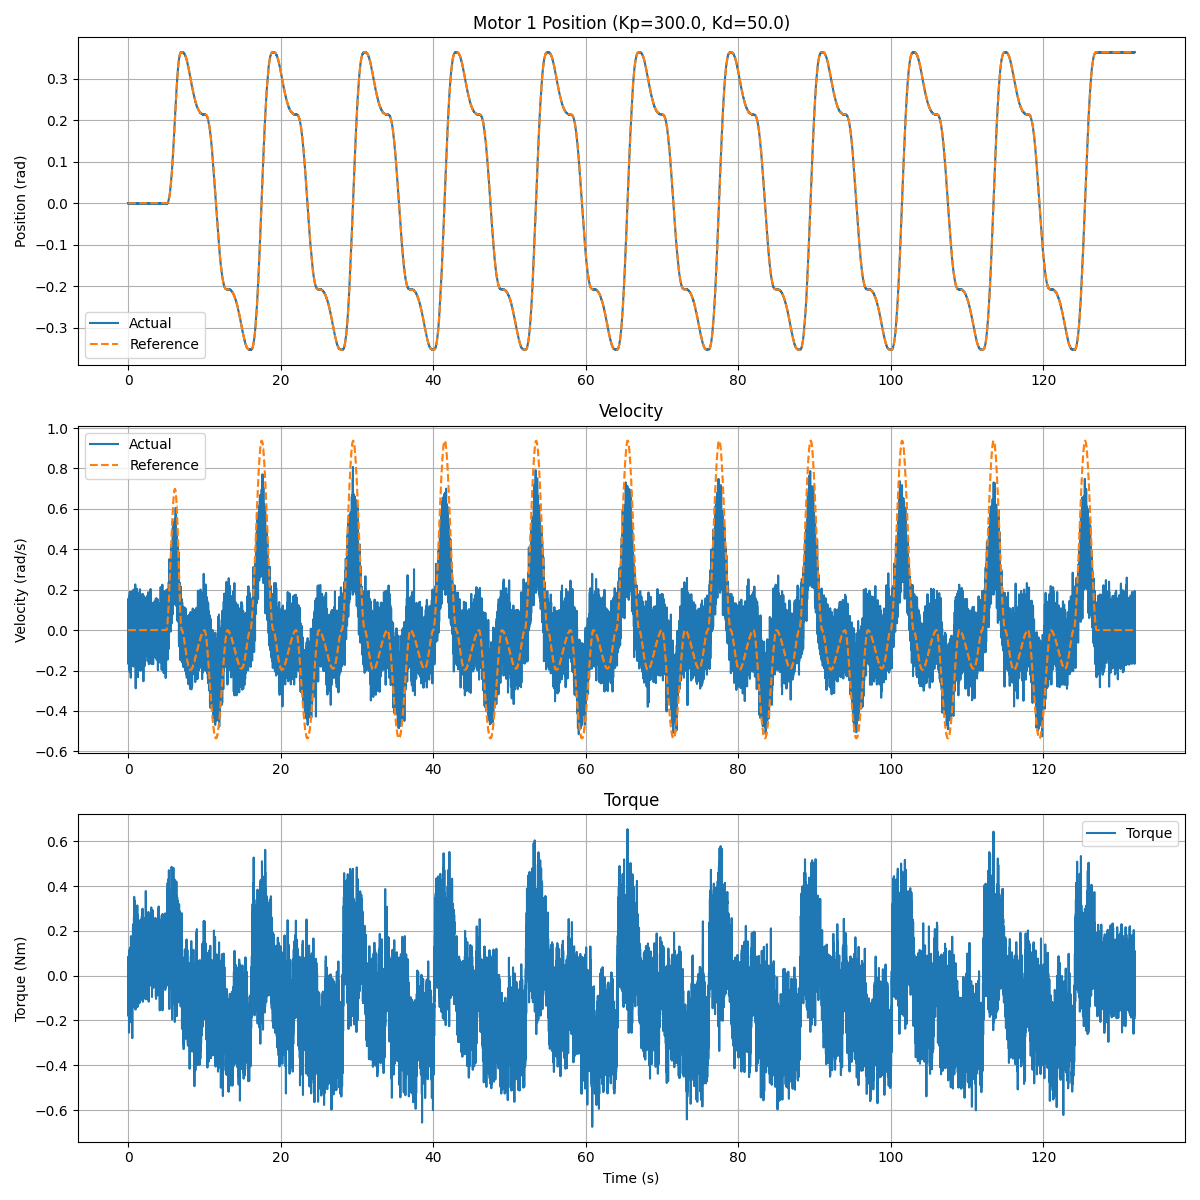 Motor 1 Position (Kp=300.0, Kd=50.0)
Position (rad)
0.3
0.2
0.1
0.0
−0.1
−0.2
−0.3
Actual
Reference
0 20 40 60 80 100 120
Velocity
Velocity (rad/s)
1.0
0.8
0.6
0.4
0.2
0.0
−0.2
−0.4
−0.6
Actual
Reference
0 20 40 60 80 100 120
Torque
Torque (Nm)
0.6
0.4
0.2
0.0
−0.2
−0.4
−0.6
Torque
0 20 40 60 80 100 120
Time (s)